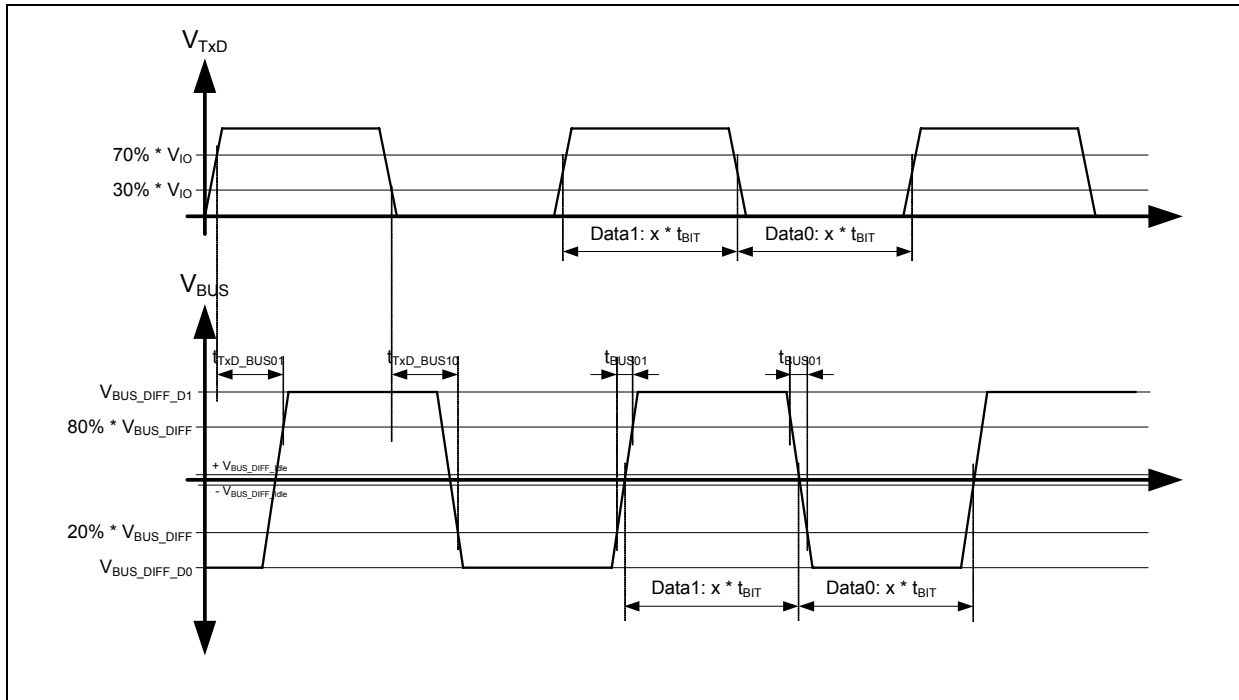 V_TxD
70% * V_IO
30% * V_IO
Data1: x * t_BIT
Data0: x * t_BIT
V_BUS
t_TxD_BUS01
t_TxD_BUS10
t_BUS01
t_BUS01
V_BUS_DIFF_D1
80% * V_BUS_DIFF
+ V_BUS_DIFF_Idle
- V_BUS_DIFF_Idle
20% * V_BUS_DIFF
V_BUS_DIFF_D0
Data1: x * t_BIT
Data0: x * t_BIT